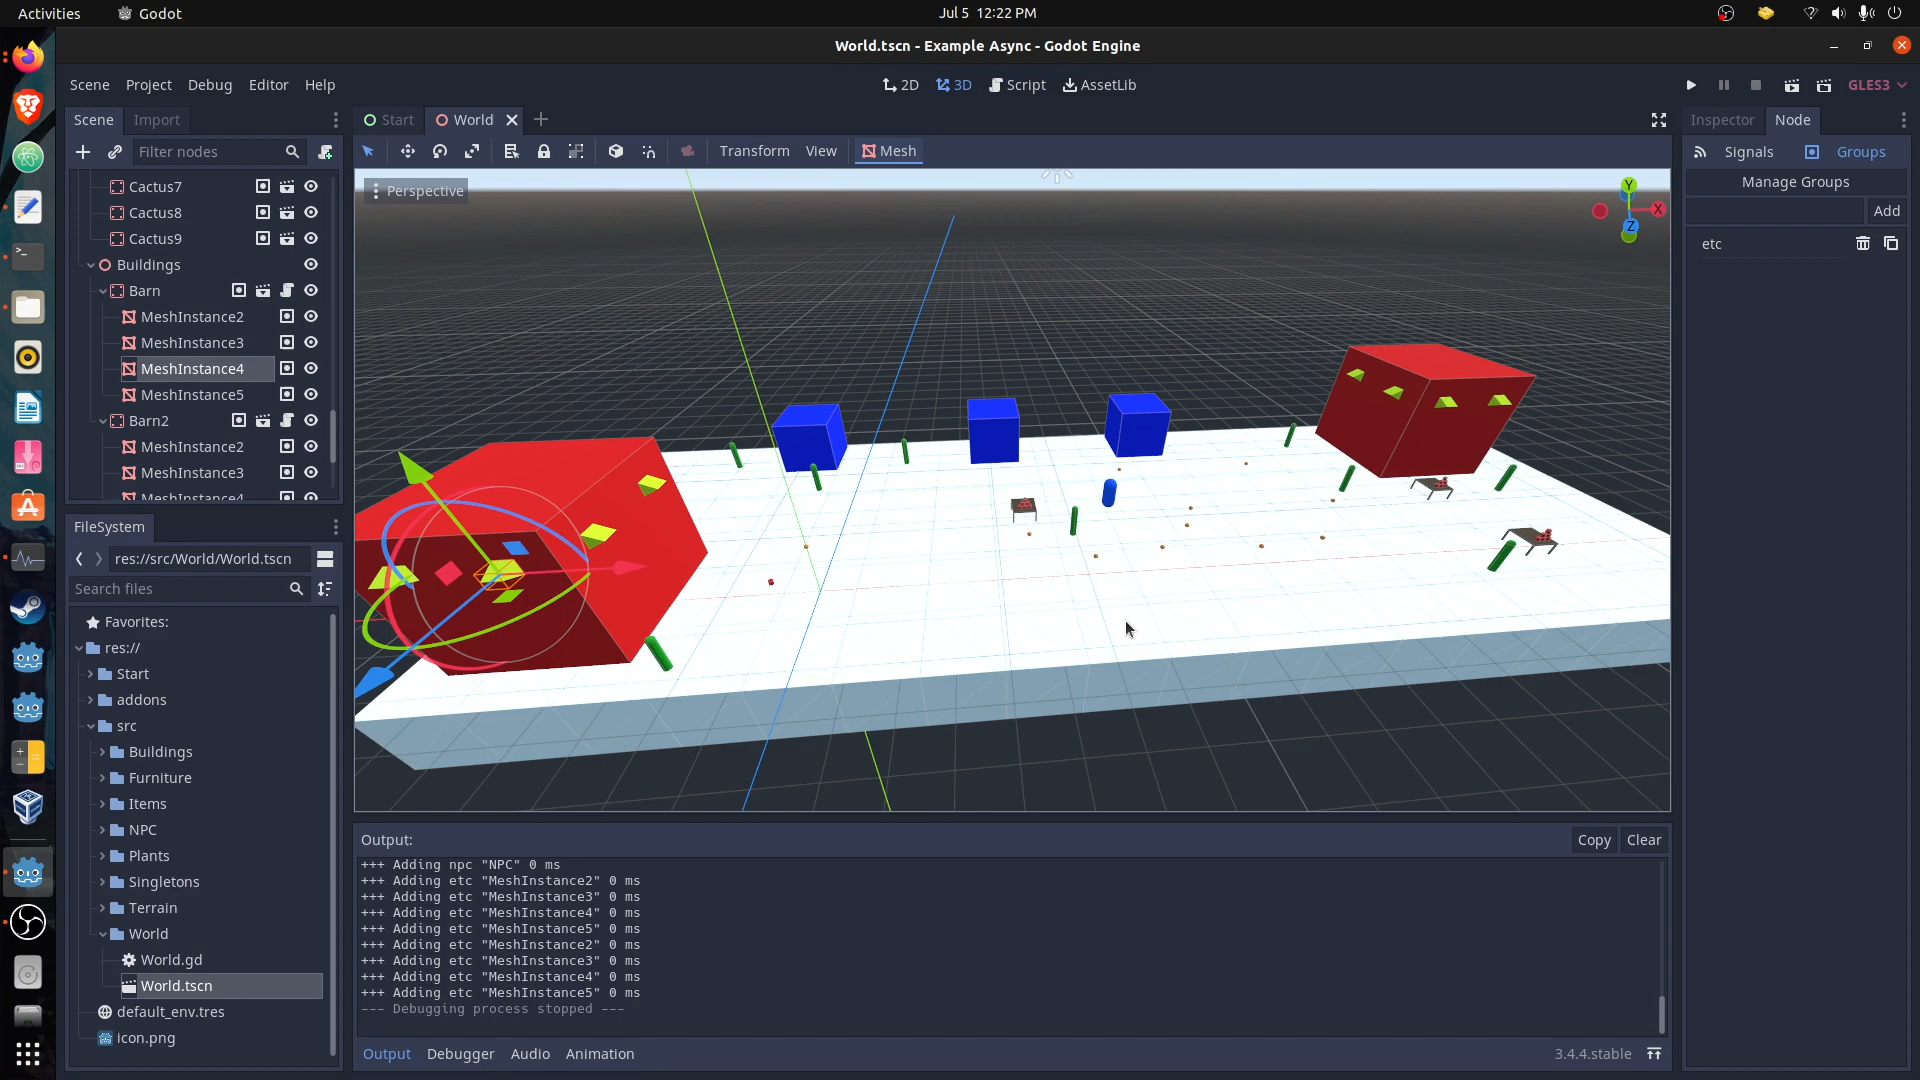 Activities
Godot
Jul 5 12:22 PM
World.tscn - Example Async - Godot Engine
Scene Project Debug Editor Help
2D 3D Script AssetLib
GLES3
Scene Import
Start World
Inspector Node
Filter nodes
Transform View Mesh
Signals Groups
Manage Groups
Add
etc
Cactus7
Cactus8
Cactus9
Buildings
Barn
MeshInstance2
MeshInstance3
MeshInstance4
MeshInstance5
Barn2
MeshInstance2
MeshInstance3
MeshInstance4
Perspective
Y
X
Z
FileSystem
res://src/World/World.tscn
Search files
Favorites:
res://
Start
addons
src
Buildings
Furniture
Items
NPC
Plants
Singletons
Terrain
World
World.gd
World.tscn
default_env.tres
icon.png
Output:
Copy Clear
+++ Adding npc "NPC" 0 ms
+++ Adding etc "MeshInstance2" 0 ms
+++ Adding etc "MeshInstance3" 0 ms
+++ Adding etc "MeshInstance4" 0 ms
+++ Adding etc "MeshInstance5" 0 ms
+++ Adding etc "MeshInstance2" 0 ms
+++ Adding etc "MeshInstance3" 0 ms
+++ Adding etc "MeshInstance4" 0 ms
+++ Adding etc "MeshInstance5" 0 ms
--- Debugging process stopped ---
Output Debugger Audio Animation
3.4.4.stable